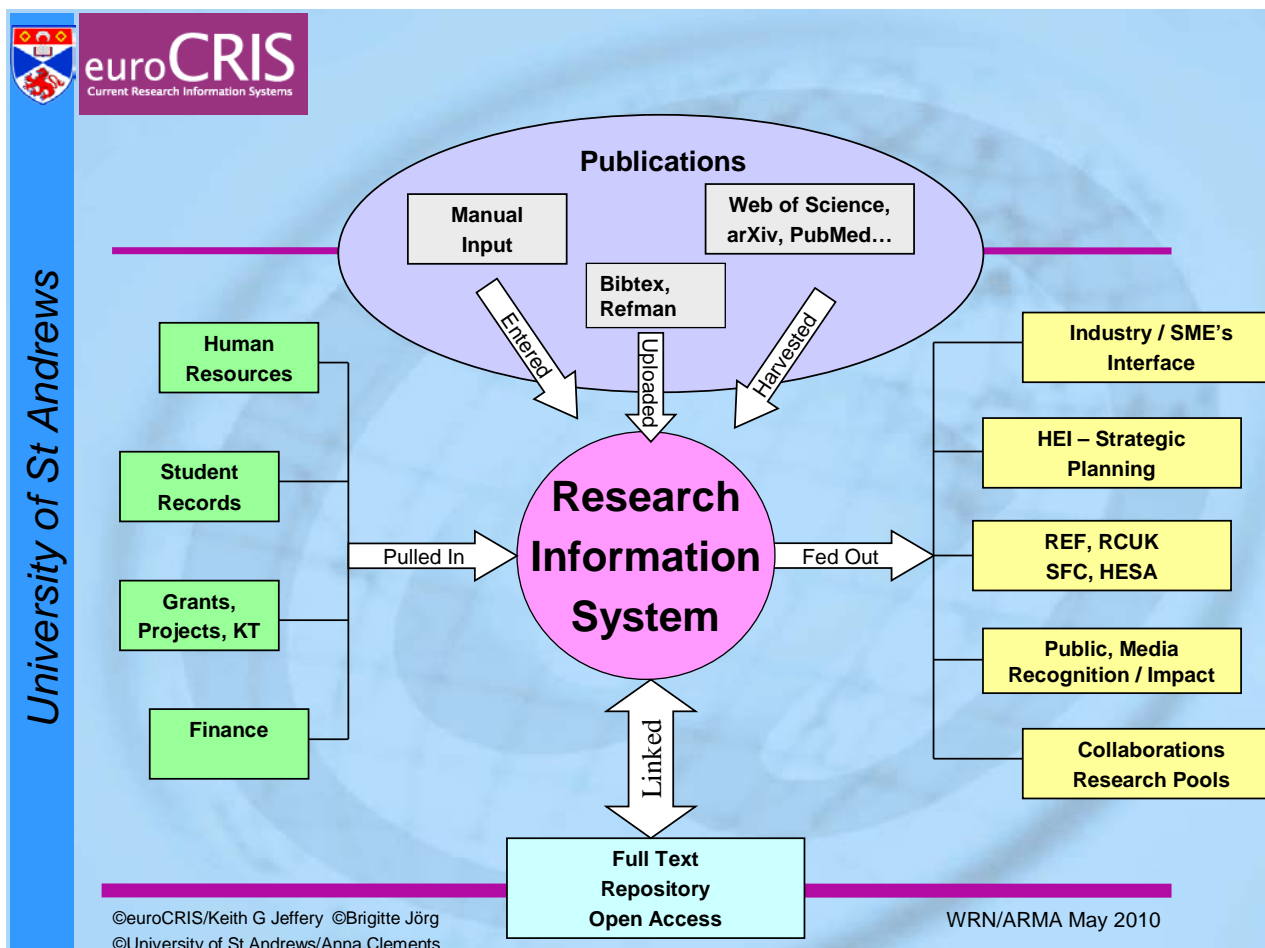 euroCRIS
Current Research Information Systems
University of St Andrews
Publications
Manual
Input
Web of Science,
arXiv, PubMed…
Bibtex,
Refman
Entered
Uploaded
Harvested
Human
Resources
Student
Records
Grants,
Projects, KT
Finance
Pulled In
Research
Information
System
Fed Out
Industry / SME's
Interface
HEI – Strategic
Planning
REF, RCUK
SFC, HESA
Public, Media
Recognition / Impact
Collaborations
Research Pools
Linked
Full Text
Repository
Open Access
©euroCRIS/Keith G Jeffery ©Brigitte Jörg
©University of St Andrews/Anna Clements
WRN/ARMA May 2010